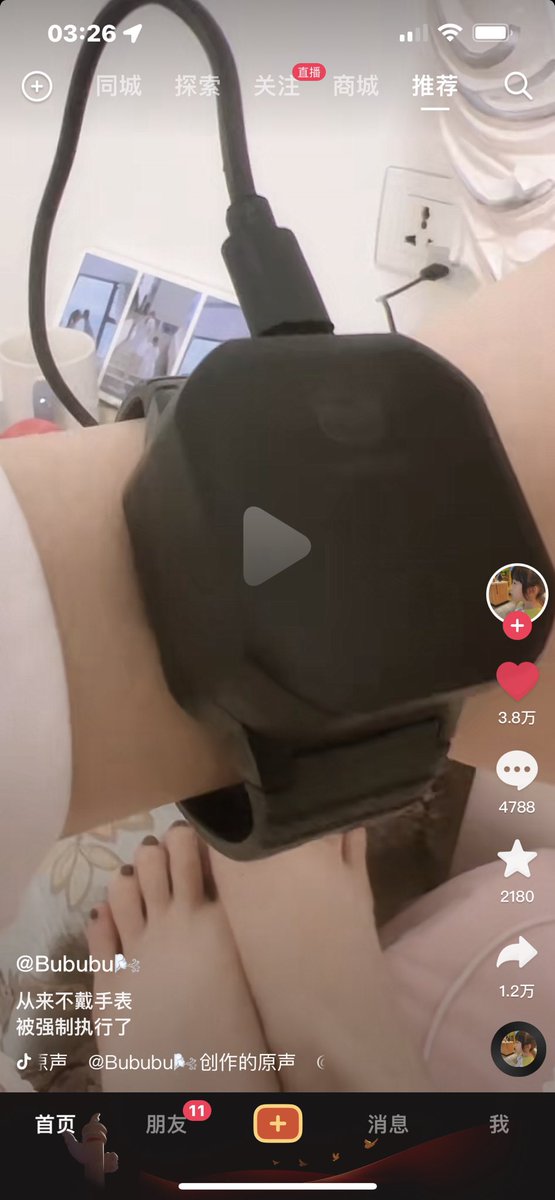 03:26
同城 探索 关注 直播 商城 推荐
3.8万
4788
2180
1.2万
@Bububu
从来不戴手表
被强制执行了
原声 @Bububu创作的原声
首页 朋友 11 消息 我